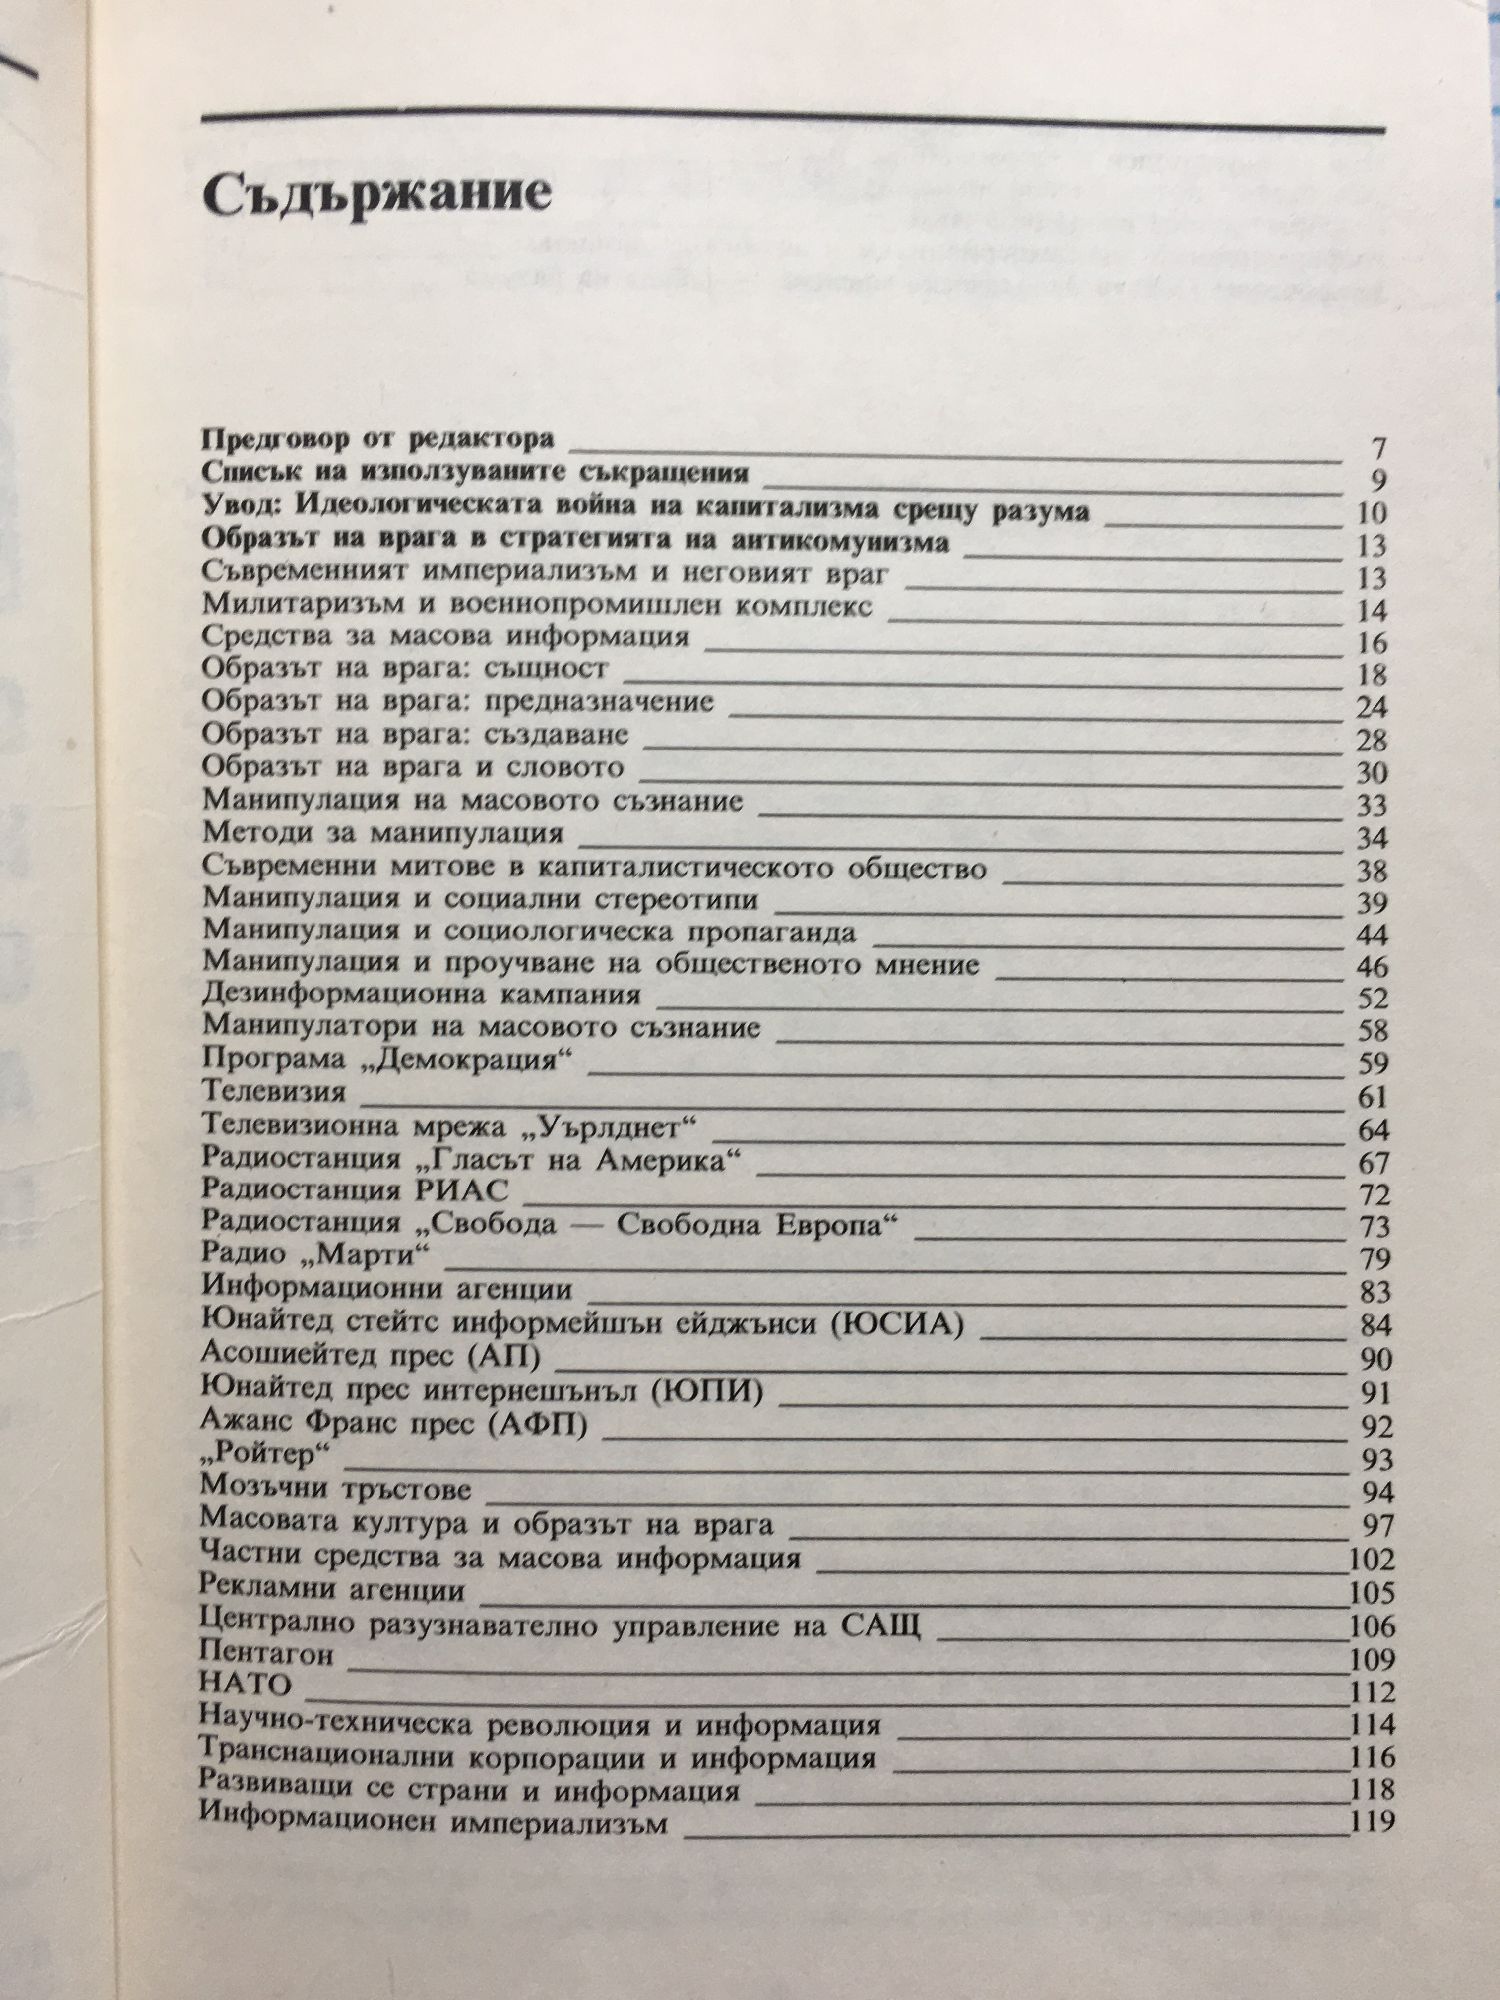 Съдържание
Предговор от редактора 7
Списък на използуваните съкращения 9
Увод: Идеологическата война на капитализма срещу разума 10
Образът на врага в стратегията на антикомунизма 13
Съвременният империализъм и неговият враг 13
Милитаризъм и военнопромишлен комплекс 14
Средства за масова информация 16
Образът на врага: същност 18
Образът на врага: предназначение 24
Образът на врага: създаване 28
Образът на врага и словото 30
Манипулация на масовото съзнание 33
Методи за манипулация 34
Съвременни митове в капиталистическото общество 38
Манипулация и социални стереотипи 39
Манипулация и социологическа пропаганда 44
Манипулация и проучване на общественото мнение 46
Дезинформационна кампания 52
Манипулатори на масовото съзнание 58
Програма „Демокрация“ 59
Телевизия 61
Телевизионна мрежа „Уърлднет“ 64
Радиостанция „Гласът на Америка“ 67
Радиостанция РИАС 72
Радиостанция „Свобода — Свободна Европа“ 73
Радио „Марти“ 79
Информационни агенции 83
Юнайтед стейтс информейшън ейджънси (ЮСИА) 84
Асошиейтед прес (АП) 90
Юнайтед прес интернешънъл (ЮПИ) 91
Ажанс Франс прес (АФП) 92
„Ройтер“ 93
Мозъчни тръстове 94
Масовата култура и образът на врага 97
Частни средства за масова информация 102
Рекламни агенции 105
Централно разузнавателно управление на САЩ 106
Пентагон 109
НАТО 112
Научно-техническа революция и информация 114
Транснационални корпорации и информация 116
Развиващи се страни и информация 118
Информационен империализъм 119